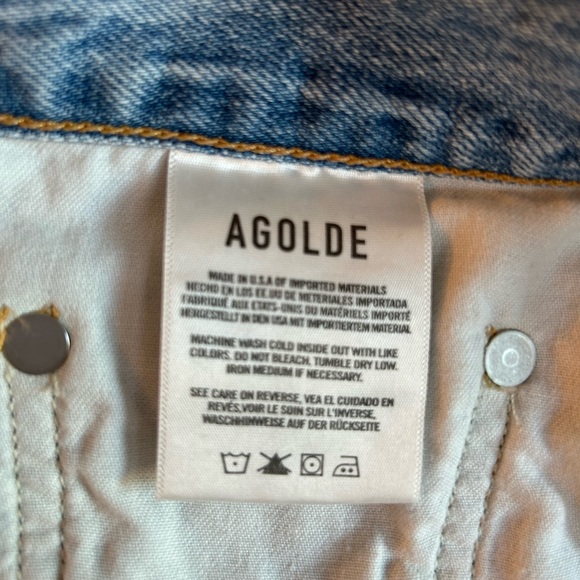 AGOLDE
MADE IN U.S.A OF IMPORTED MATERIALS
HECHO EN LOS EE.UU DE METERIALES IMPORTADA
FABRIQUÉ AUX ETATS-UNIS DU MATÉRIELS IMPORTÉ
HERGESTELLT IN DEN USA MIT IMPORTIERTEM MATERIAL
MACHINE WASH COLD INSIDE OUT WITH LIKE
COLORS. DO NOT BLEACH. TUMBLE DRY LOW.
IRON MEDIUM IF NECESSARY.
SEE CARE ON REVERSE, VEA EL CUIDADO EN
REVÉS,VOIR LE SOIN SUR L'INVERSE,
WASCHHINWEISE AUF DER RÜCKSEITE